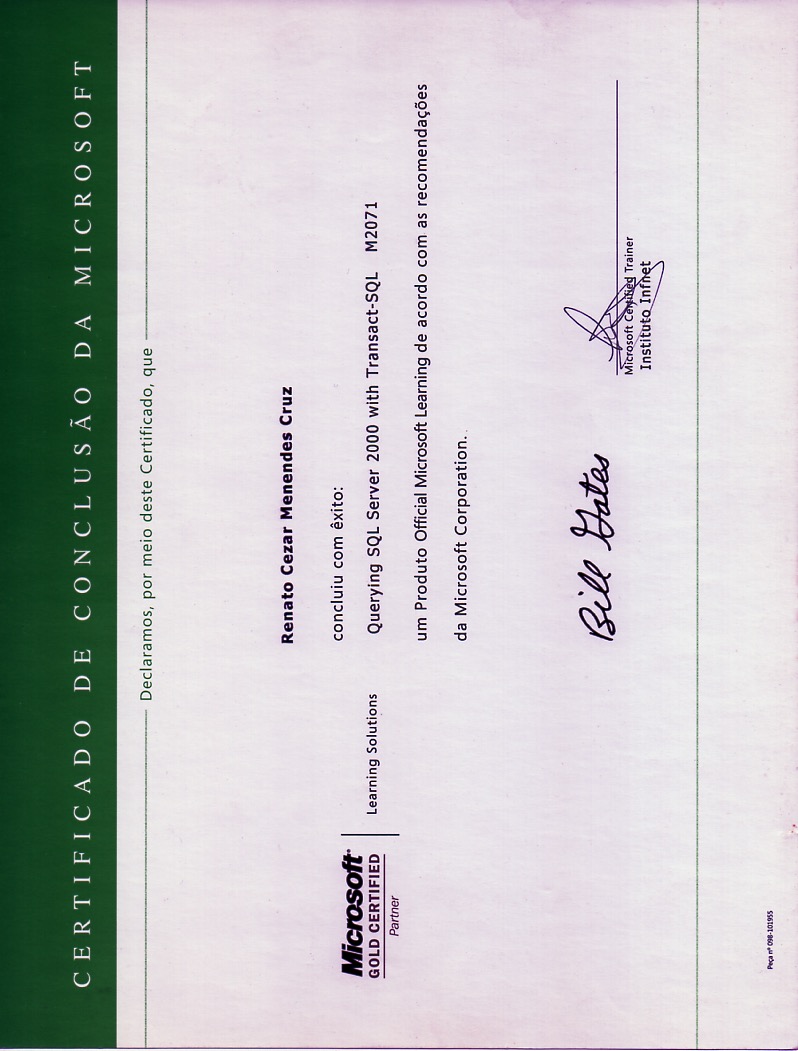 CERTIFICADO DE CONCLUSÃO DA MICROSOFT
Declaramos, por meio deste Certificado, que
Renato Cezar Menendes Cruz
concluiu com êxito:
Microsoft
GOLD CERTIFIED
Partner
Learning Solutions
Querying SQL Server 2000 with Transact-SQL M2071
um Produto Official Microsoft Learning de acordo com as recomendações
da Microsoft Corporation.
Bill Gates
Microsoft Certified Trainer
Instituto Infnet
Peça nº 098-101955